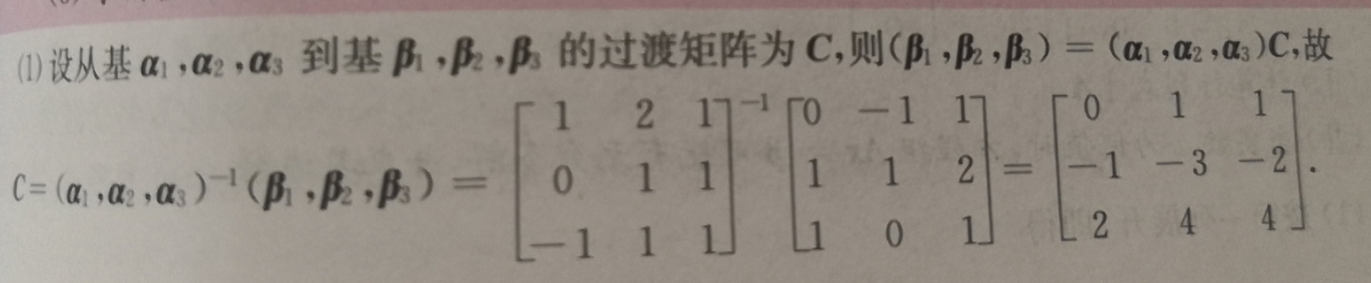 (1)设从基 α₁,α₂,α₃ 到基 β₁,β₂,β₃ 的过渡矩阵为 C,则(β₁,β₂,β₃) = (α₁,α₂,α₃)C,故
C=(α₁,α₂,α₃)⁻¹(β₁,β₂,β₃) = [1 2 1; 0 1 1; -1 1 1]⁻¹ [0 -1 1; 1 1 2; 1 0 1] = [0 1 1; -1 -3 -2; 2 4 4].